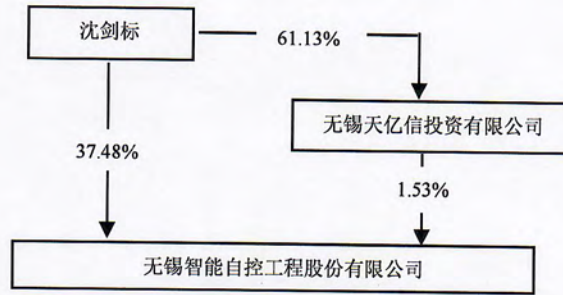 沈剑标
61.13%
无锡天亿信投资有限公司
37.48%
1.53%
无锡智能自控工程股份有限公司